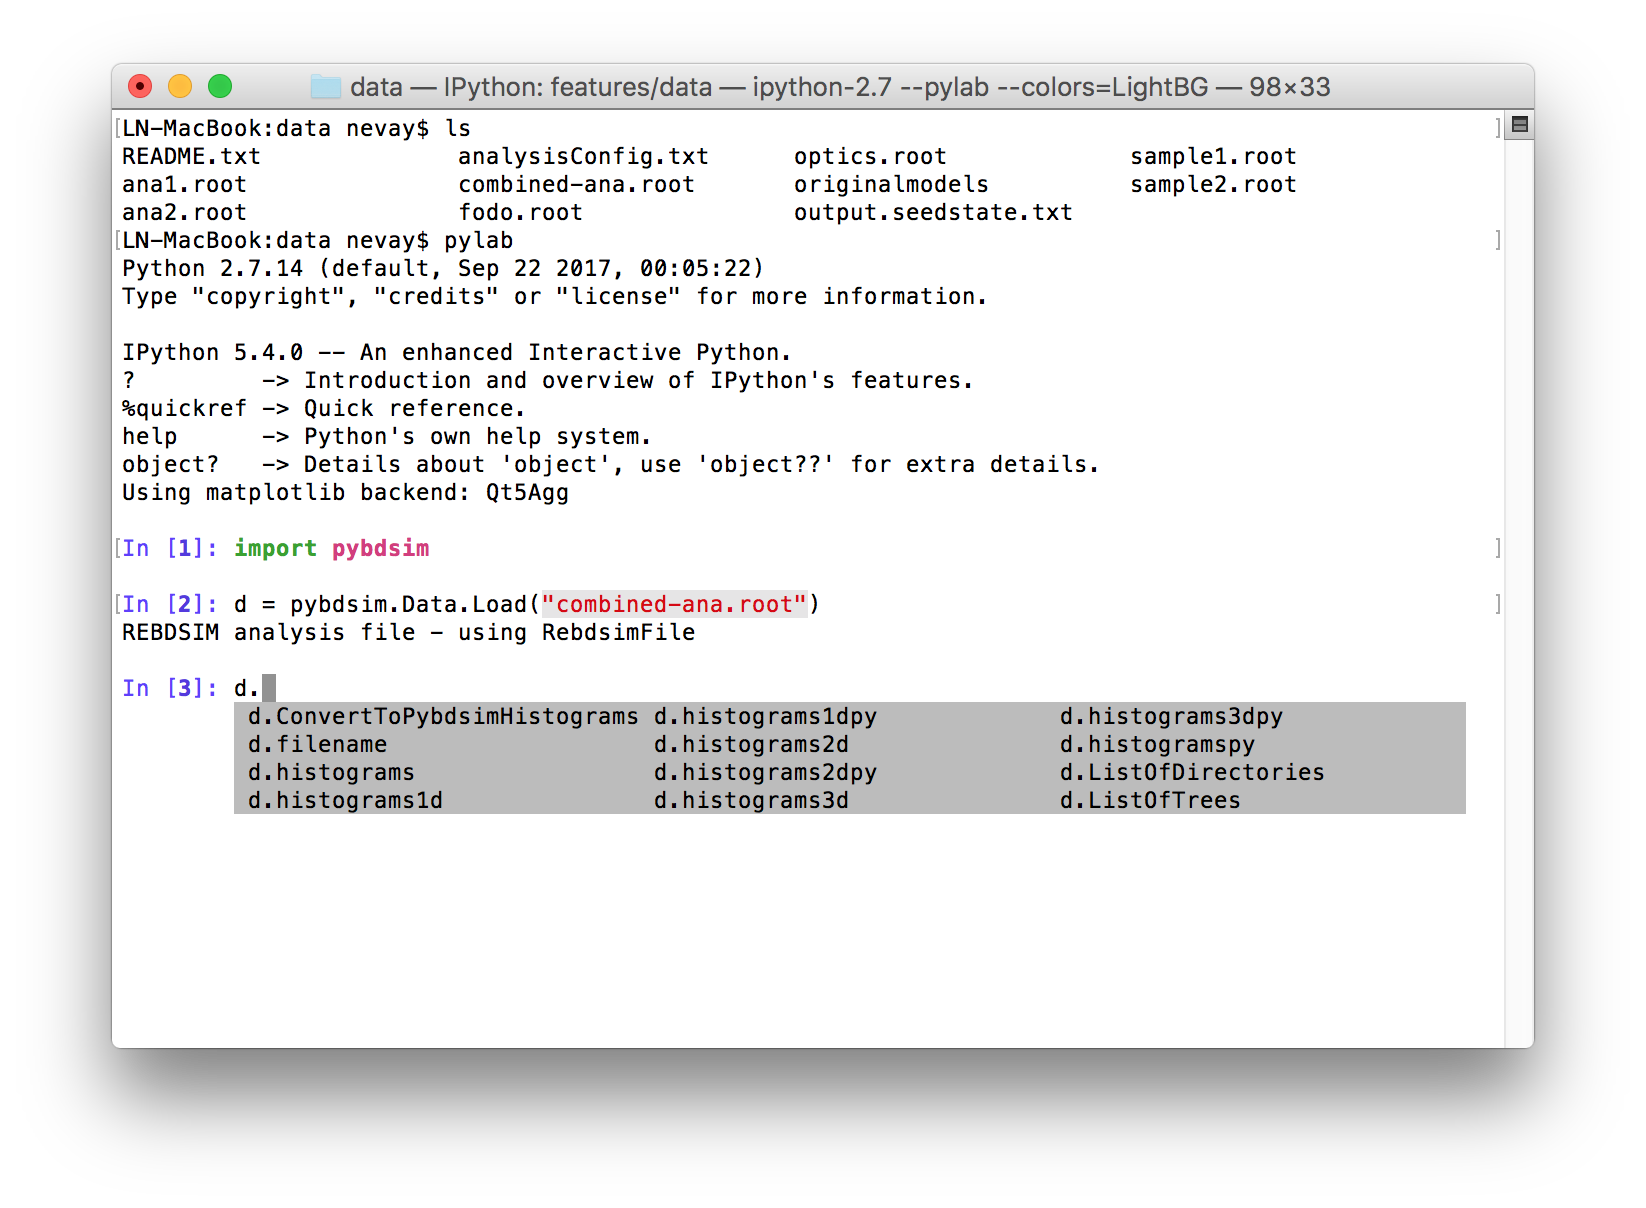 data — IPython: features/data — ipython-2.7 --pylab --colors=LightBG — 98×33
[LN-MacBook:data nevay$ ls ]
README.txt analysisConfig.txt optics.root sample1.root
ana1.root combined-ana.root originalmodels sample2.root
ana2.root fodo.root output.seedstate.txt
[LN-MacBook:data nevay$ pylab ]
Python 2.7.14 (default, Sep 22 2017, 00:05:22)
Type "copyright", "credits" or "license" for more information.
IPython 5.4.0 -- An enhanced Interactive Python.
? -> Introduction and overview of IPython's features.
%quickref -> Quick reference.
help -> Python's own help system.
object? -> Details about 'object', use 'object??' for extra details.
Using matplotlib backend: Qt5Agg
[In [1]: import pybdsim ]
[In [2]: d = pybdsim.Data.Load("combined-ana.root") ]
REBDSIM analysis file - using RebdsimFile
In [3]: d.
d.ConvertToPybdsimHistograms d.histograms1dpy d.histograms3dpy
d.filename d.histograms2d d.histogramspy
d.histograms d.histograms2dpy d.ListOfDirectories
d.histograms1d d.histograms3d d.ListOfTrees